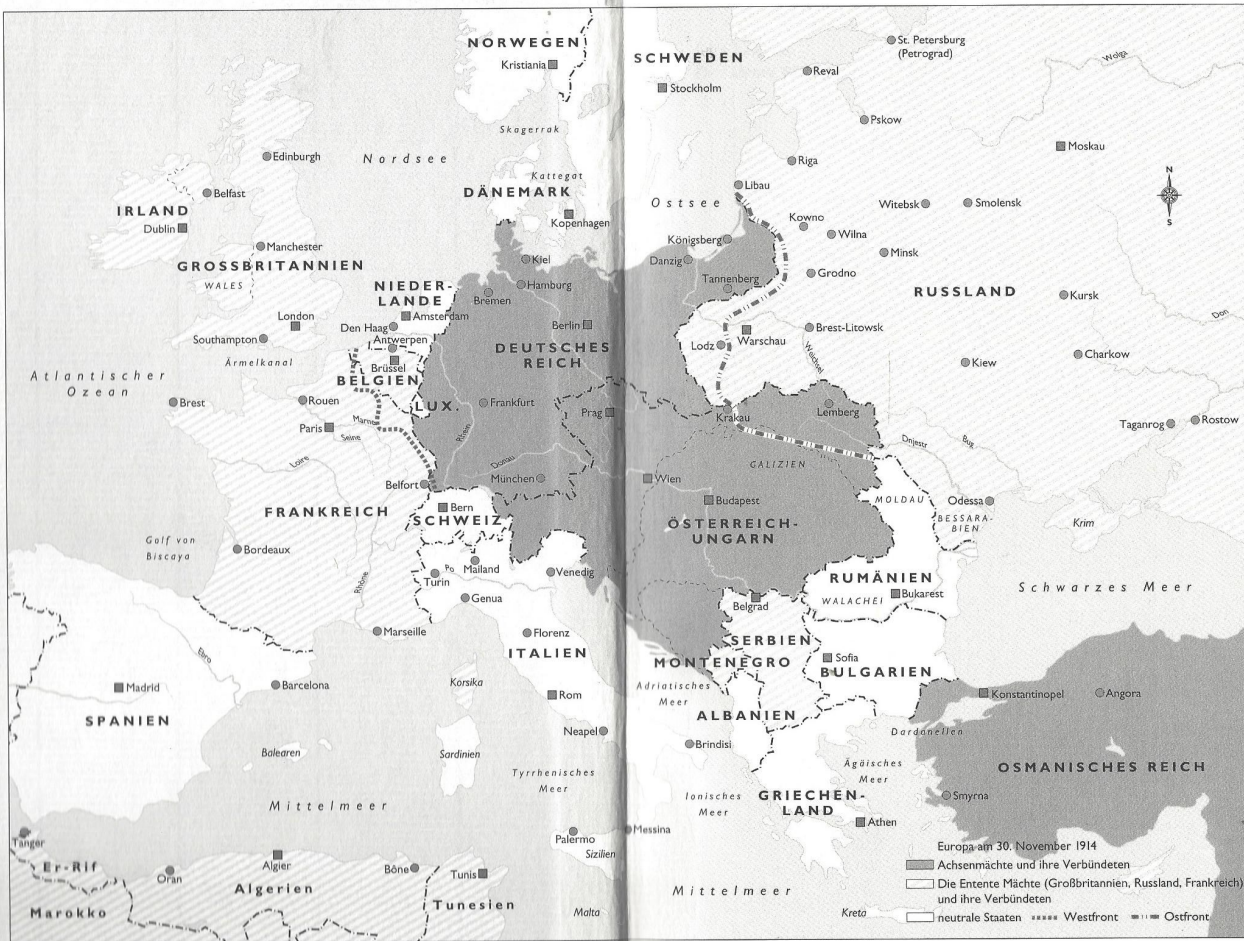 NORWEGEN
Kristiania
SCHWEDEN
Stockholm
St. Petersburg
(Petrograd)
Reval
Wolga
Pskow
Skagerrak
Nordsee
Edinburgh
Riga
Moskau
Kattegat
DÄNEMARK
Kopenhagen
Ostsee
Libau
N
S
Belfast
IRLAND
Dublin
Witebsk
Smolensk
Kowno
Wilna
Minsk
Königsberg
Danzig
Manchester
GROSSBRITANNIEN
WALES
Kiel
Hamburg
Bremen
Tannenberg
Grodno
RUSSLAND
Kursk
Don
NIEDER-
LANDE
Amsterdam
Den Haag
London
Southampton
Ärmelkanal
Berlin
DEUTSCHES
REICH
Antwerpen
Brüssel
BELGIEN
Lodz
Warschau
Brest-Litowsk
Weichsel
Kiew
Charkow
Atlantischer
Ozean
Brest
Rouen
LUX.
Frankfurt
Prag
Krakau
Lemberg
Taganrog
Rostow
Paris
Marne
Seine
Rhein
Loire
Dnjestr
Bug
GALIZIEN
Donau
München
Wien
Belfort
Bern
SCHWEIZ
FRANKREICH
Budapest
ÖSTERREICH-
UNGARN
MOLDAU
Odessa
BESSARA-
BIEN
Krim
Golf von
Biscaya
Bordeaux
Rhône
Turin
Po
Mailand
Venedig
Genua
RUMÄNIEN
WALACHEI
Bukarest
Schwarzes Meer
Belgrad
Marseille
Florenz
ITALIEN
SERBIEN
MONTENEGRO
Sofia
BULGARIEN
Ebro
Madrid
SPANIEN
Barcelona
Korsika
Rom
Adriatisches
Meer
Konstantinopel
Angora
ALBANIEN
Dardanellen
Neapel
Brindisi
Balearen
Sardinien
Tyrrhenisches
Meer
Ägäisches
Meer
OSMANISCHES REICH
Ionisches
Meer
GRIECHEN-
LAND
Smyrna
Mittelmeer
Athen
Tanger
Palermo
Messina
Sizilien
Er-Rif
Oran
Algier
Algerien
Bône
Tunis
Tunesien
Marokko
Malta
Mittelmeer
Kreta
Europa am 30. November 1914
Achsenmächte und ihre Verbündeten
Die Entente Mächte (Großbritannien, Russland, Frankreich)
und ihre Verbündeten
neutrale Staaten Westfront Ostfront